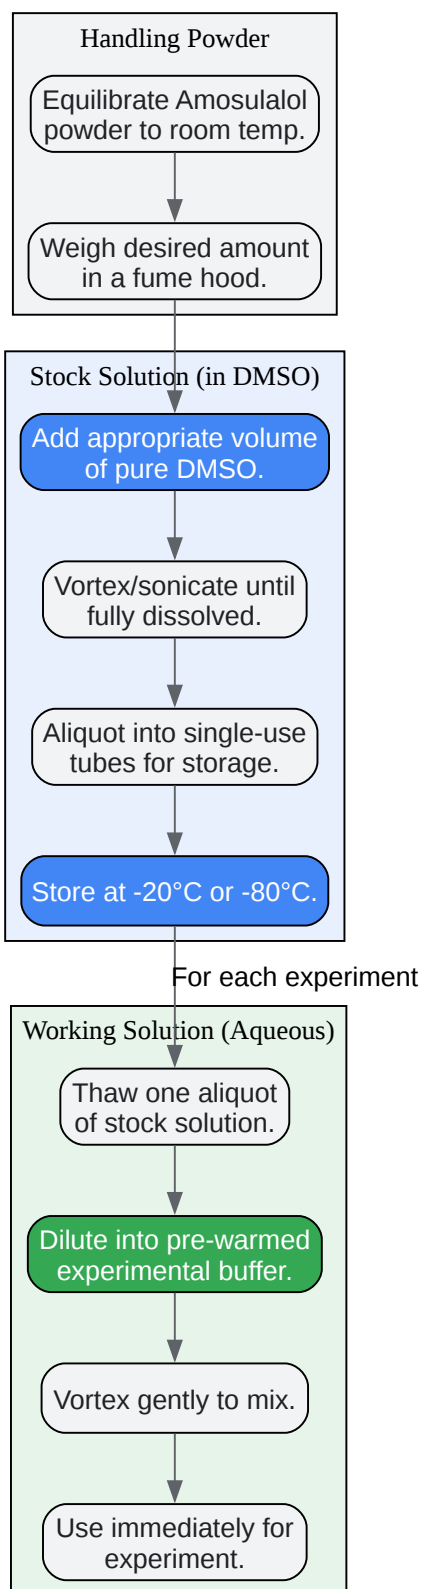 Handling Powder
Equilibrate Amosulalol
powder to room temp.
Weigh desired amount
in a fume hood.
Stock Solution (in DMSO)
Add appropriate volume
of pure DMSO.
Vortex/sonicate until
fully dissolved.
Aliquot into single-use
tubes for storage.
Store at -20°C or -80°C.
For each experiment
Working Solution (Aqueous)
Thaw one aliquot
of stock solution.
Dilute into pre-warmed
experimental buffer.
Vortex gently to mix.
Use immediately for
experiment.